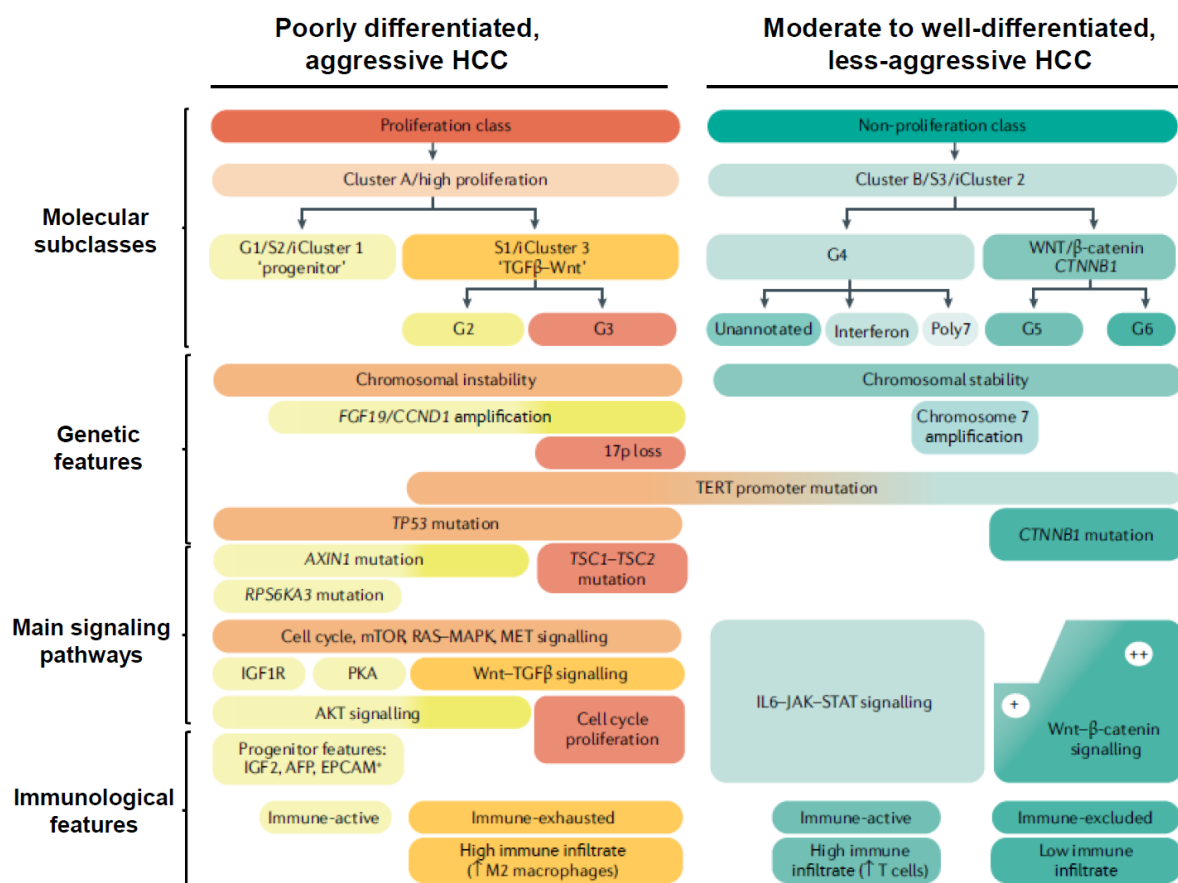 Poorly differentiated,
aggressive HCC
Moderate to well-differentiated,
less-aggressive HCC
Molecular
subclasses
Proliferation class
Non-proliferation class
Cluster A/high proliferation
Cluster B/S3/iCluster 2
G1/S2/iCluster 1
'progenitor'
S1/iCluster 3
'TGFβ–Wnt'
G4
WNT/β-catenin
CTNNB1
G2
G3
Unannotated
Interferon
Poly7
G5
G6
Genetic
features
Chromosomal instability
Chromosomal stability
FGF19/CCND1 amplification
Chromosome 7
amplification
17p loss
TERT promoter mutation
TP53 mutation
CTNNB1 mutation
AXIN1 mutation
TSC1–TSC2
mutation
RPS6KA3 mutation
Main signaling
pathways
Cell cycle, mTOR, RAS–MAPK, MET signalling
IGF1R
PKA
Wnt–TGFβ signalling
AKT signalling
Cell cycle
proliferation
IL6–JAK–STAT signalling
++
+
Wnt–β-catenin
signalling
Immunological
features
Progenitor features:
IGF2, AFP, EPCAM*
Immune-active
Immune-exhausted
Immune-active
Immune-excluded
High immune infiltrate
(↑M2 macrophages)
High immune
infiltrate (↑T cells)
Low immune
infiltrate